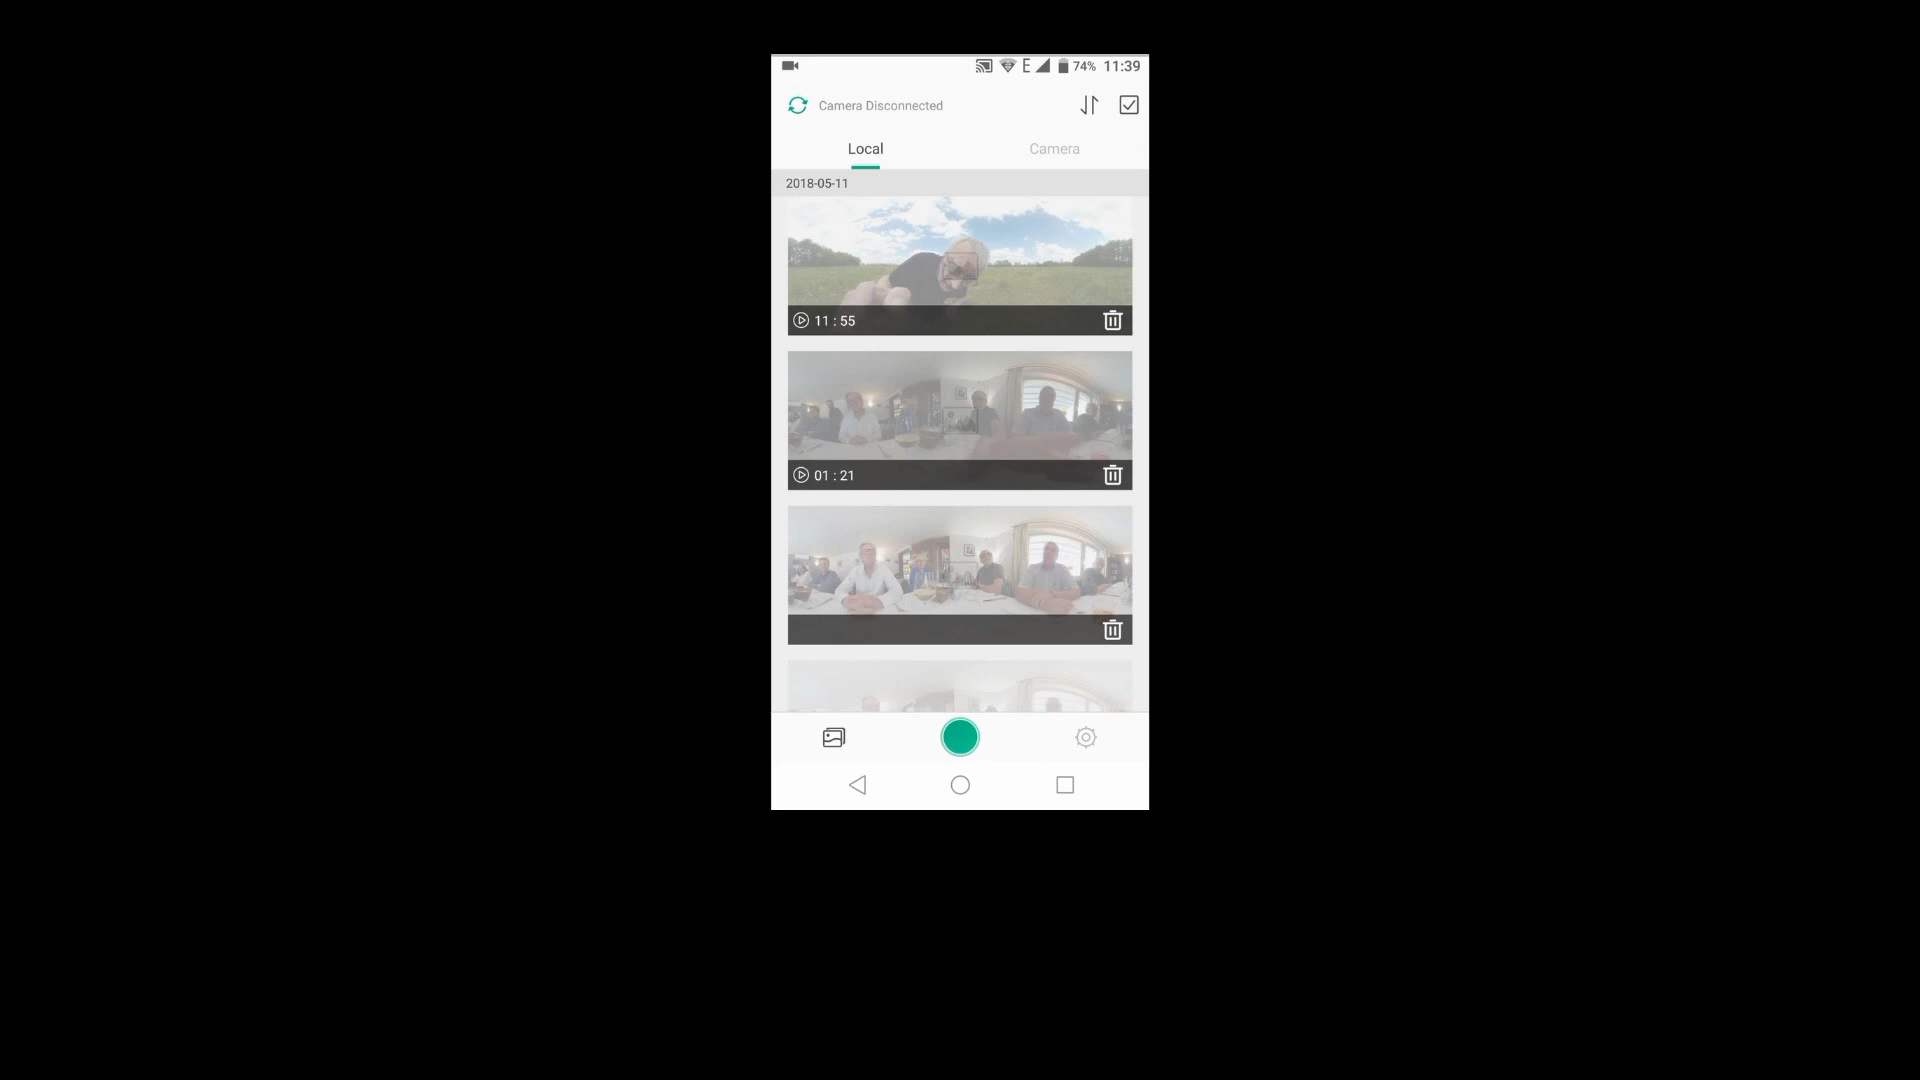 E 74% 11:39
Camera Disconnected
Local Camera
2018-05-11
11 : 55
01 : 21